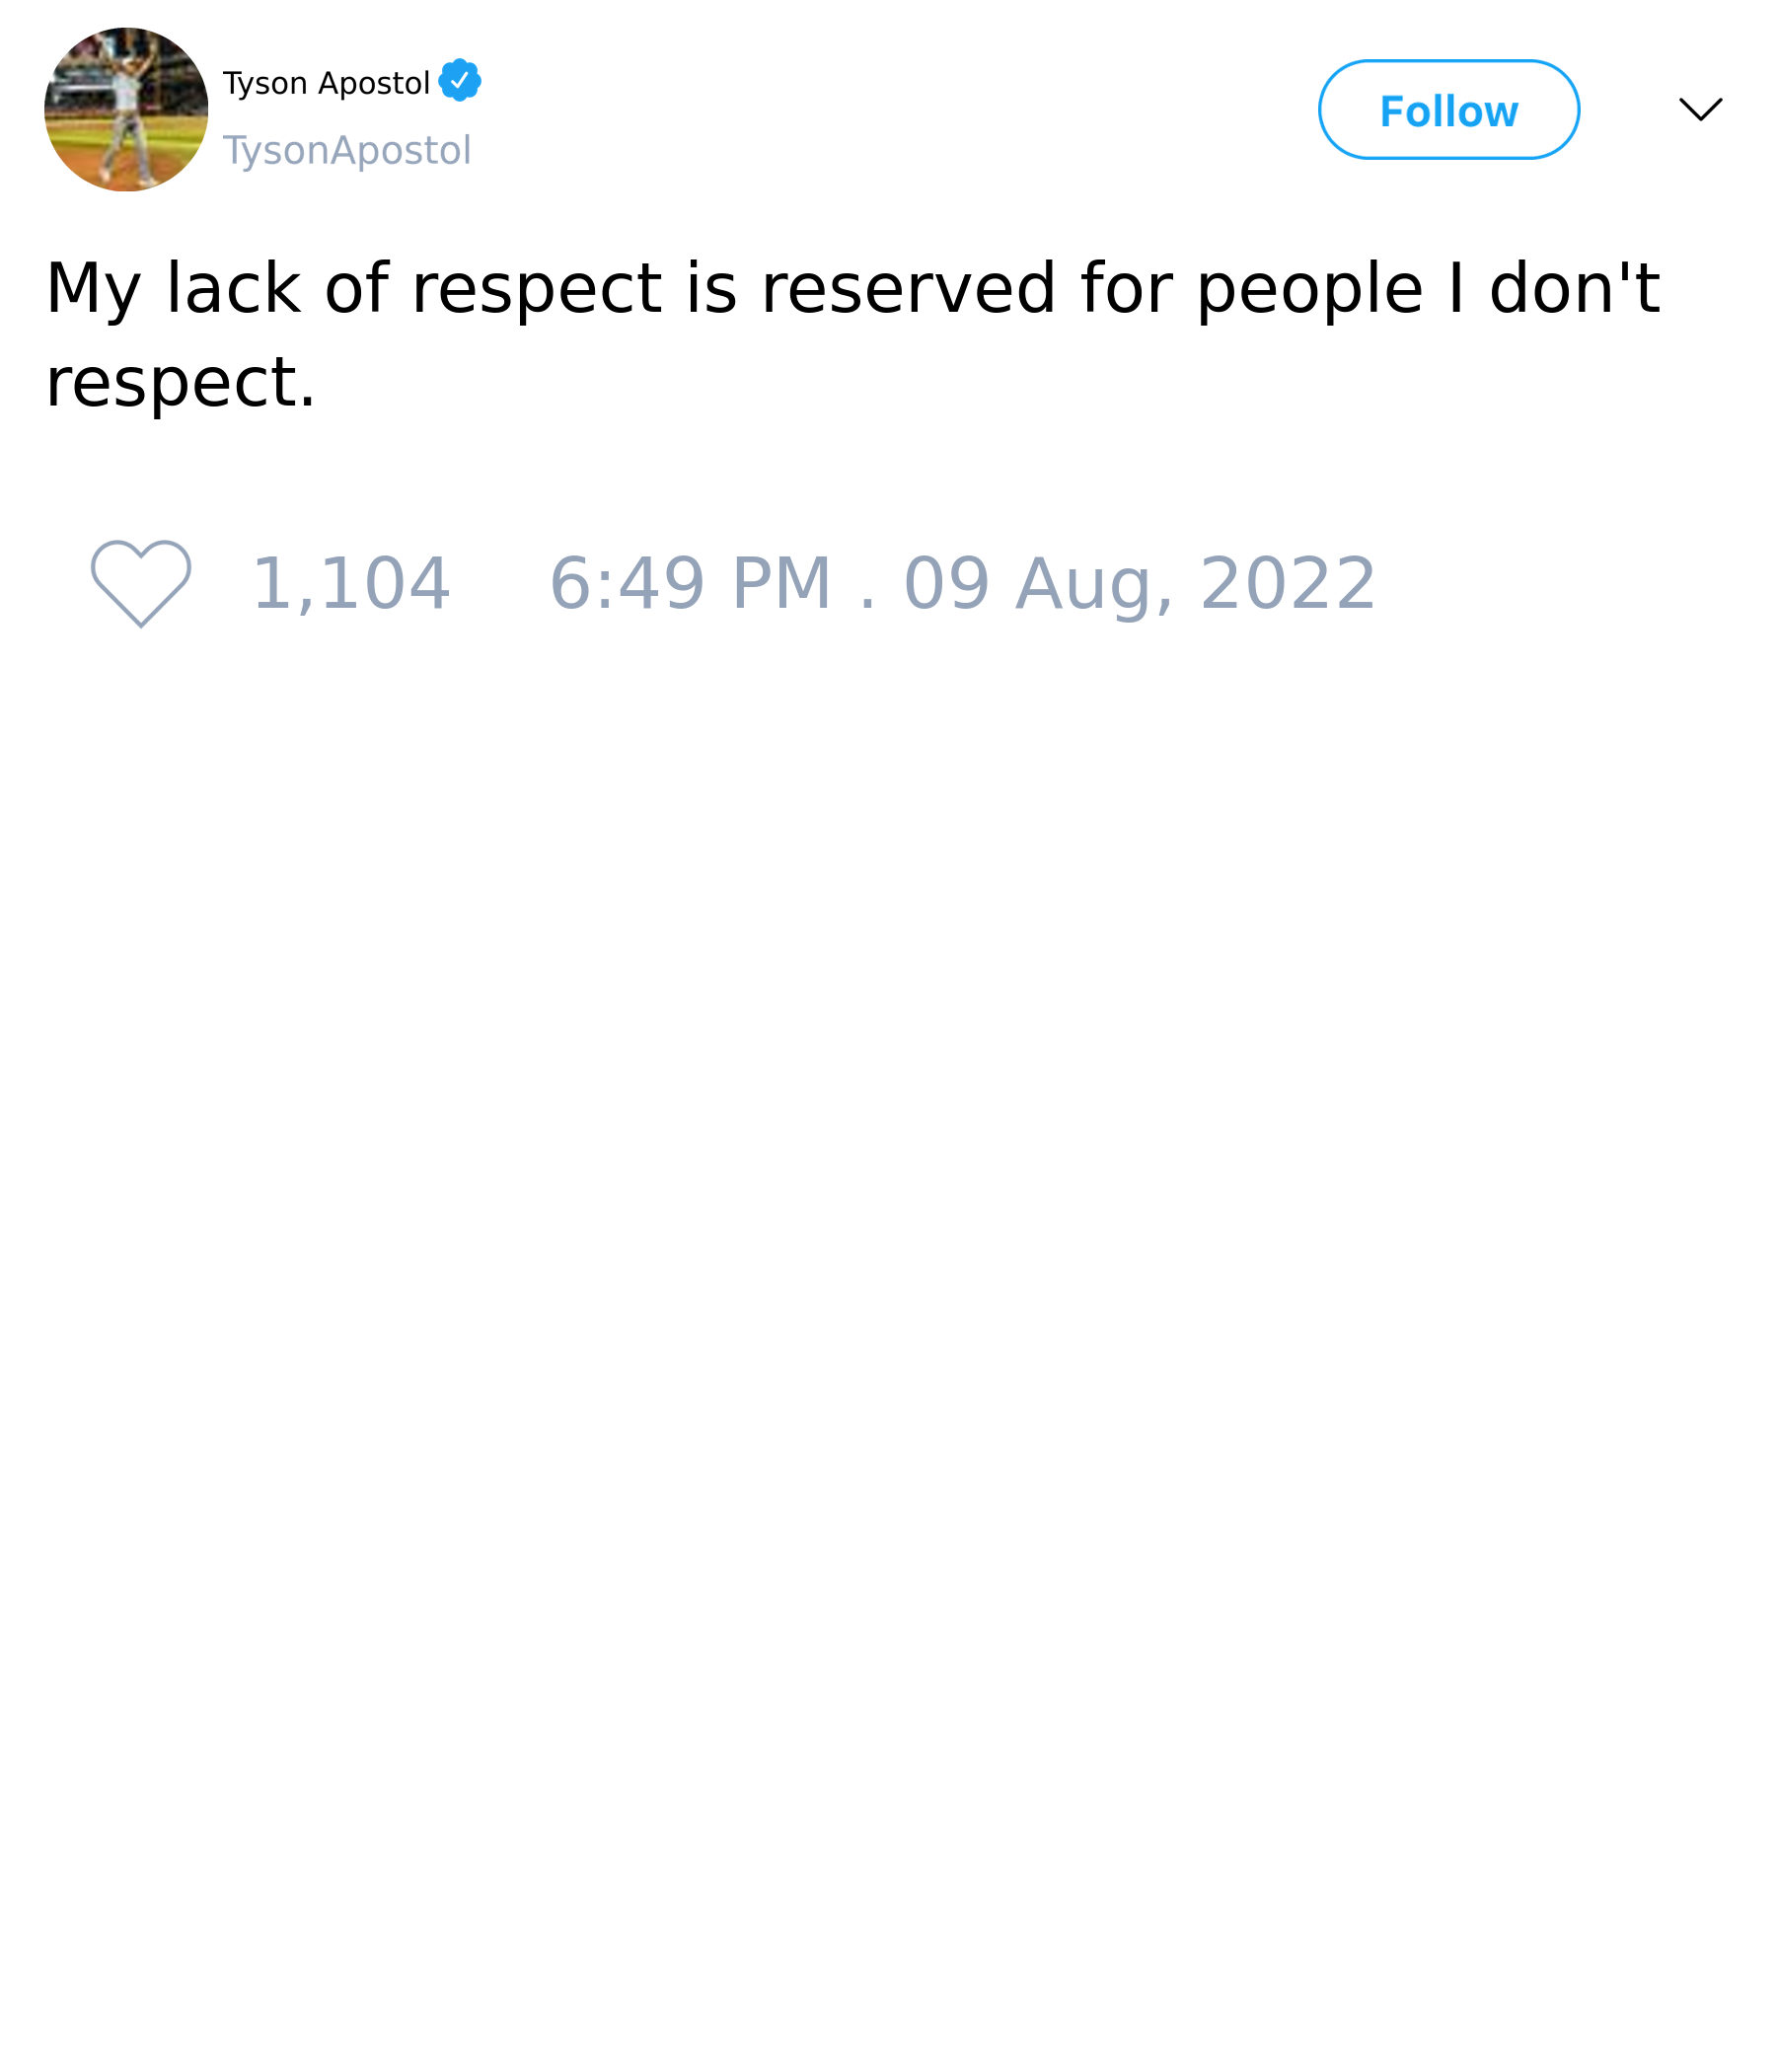 Tyson Apostol
TysonApostol
Follow
My lack of respect is reserved for people I don't
respect.
1,104 6:49 PM . 09 Aug, 2022